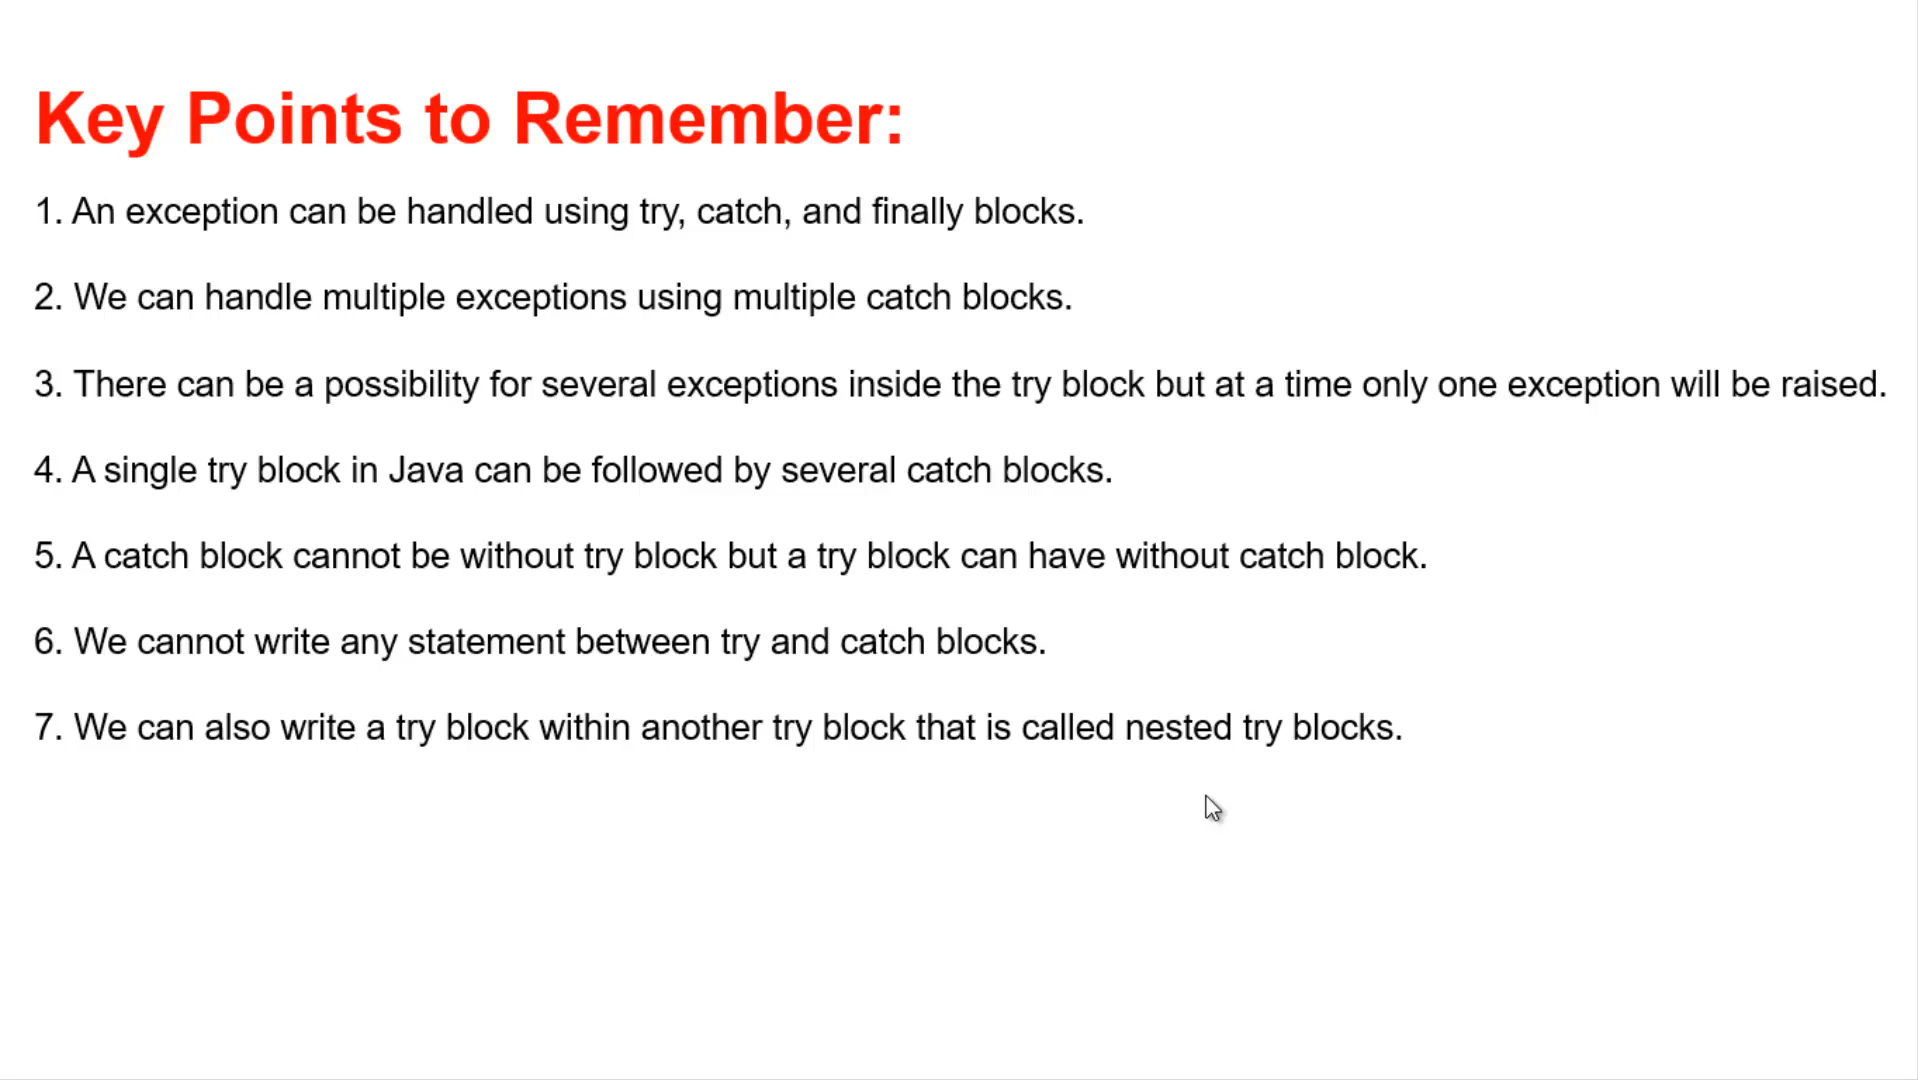 Key Points to Remember:
1. An exception can be handled using try, catch, and finally blocks.
2. We can handle multiple exceptions using multiple catch blocks.
3. There can be a possibility for several exceptions inside the try block but at a time only one exception will be raised.
4. A single try block in Java can be followed by several catch blocks.
5. A catch block cannot be without try block but a try block can have without catch block.
6. We cannot write any statement between try and catch blocks.
7. We can also write a try block within another try block that is called nested try blocks.